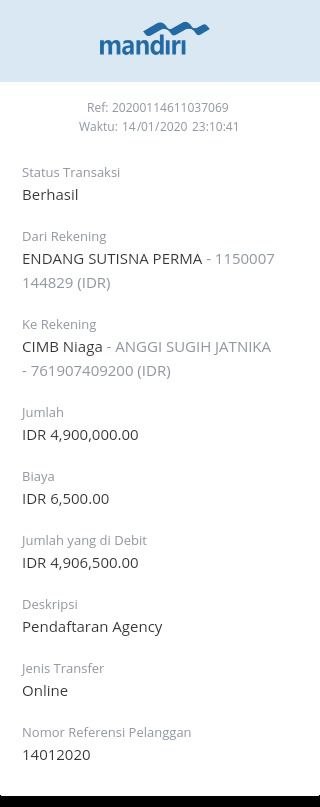 mandiri
Ref: 20200114611037069
Waktu: 14/01/2020 23:10:41
Status Transaksi
Berhasil
Dari Rekening
ENDANG SUTISNA PERMA - 1150007
144829 (IDR)
Ke Rekening
CIMB Niaga - ANGGI SUGIH JATNIKA
- 761907409200 (IDR)
Jumlah
IDR 4,900,000.00
Biaya
IDR 6,500.00
Jumlah yang di Debit
IDR 4,906,500.00
Deskripsi
Pendaftaran Agency
Jenis Transfer
Online
Nomor Referensi Pelanggan
14012020